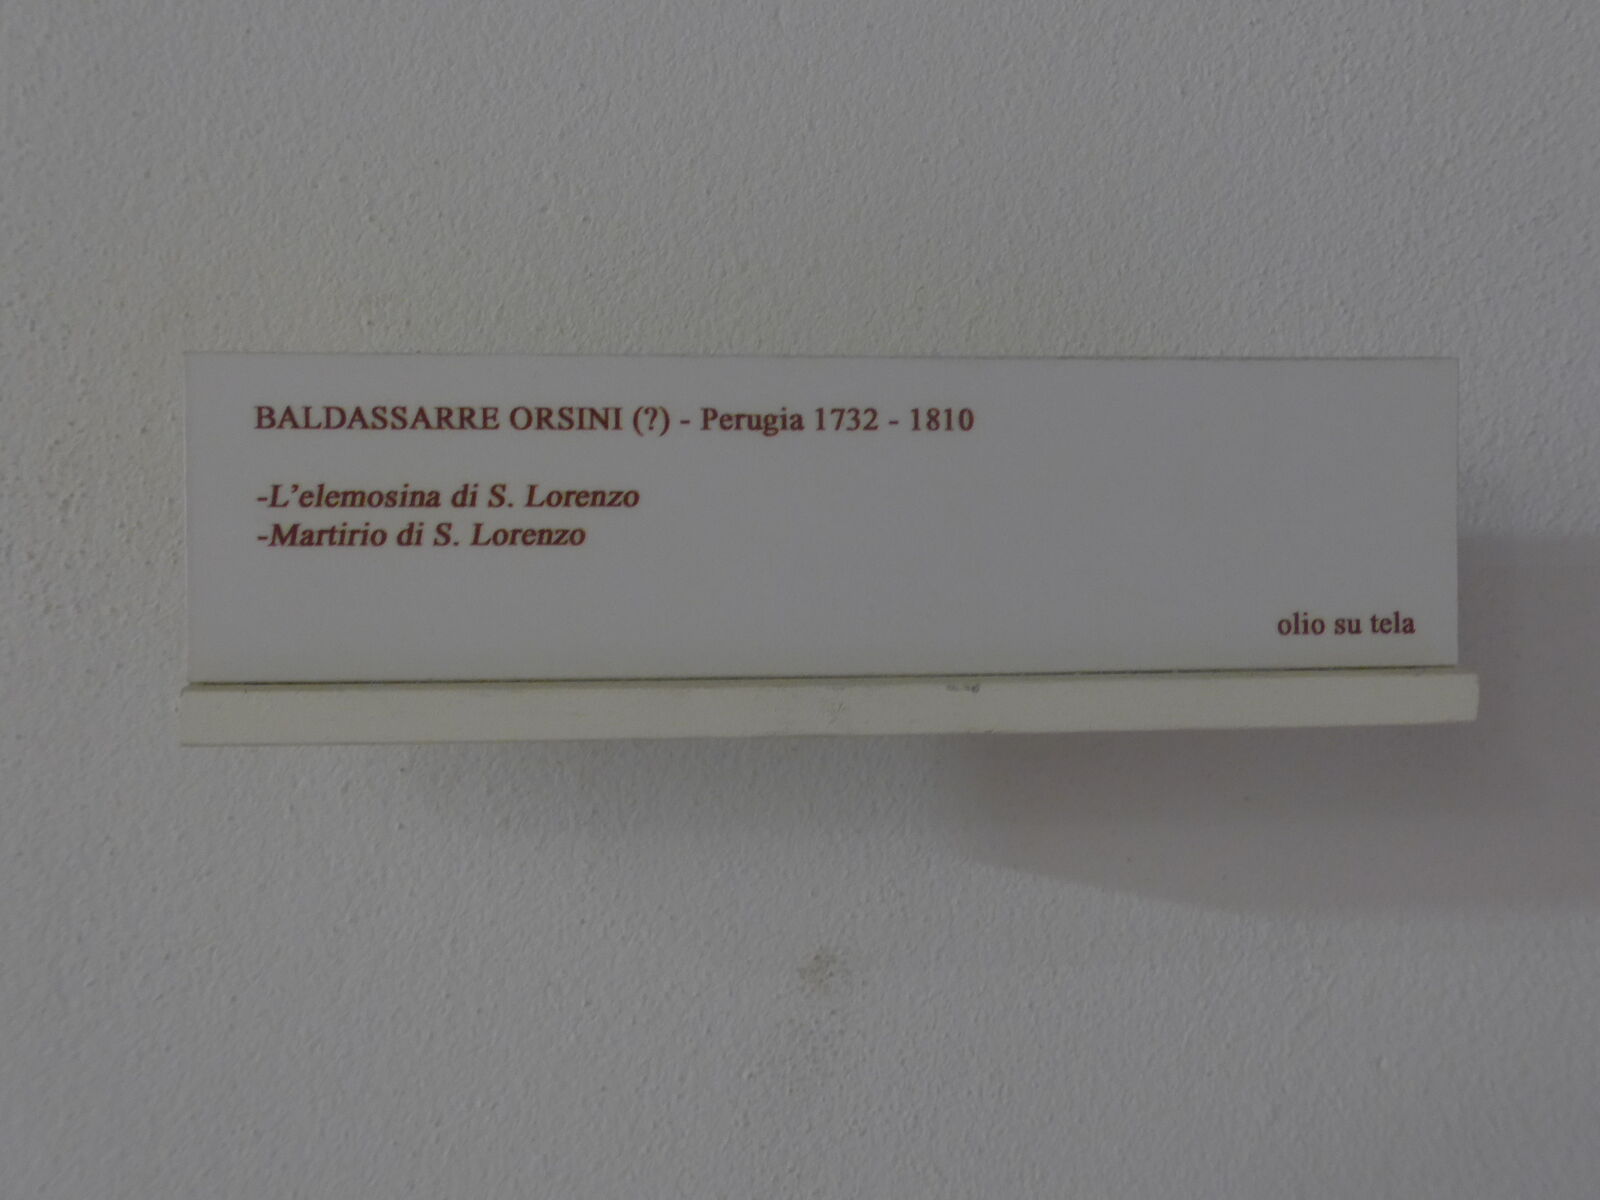 BALDASSARRE ORSINI (?) - Perugia 1732 - 1810
-L'elemosina di S. Lorenzo
-Martirio di S. Lorenzo
olio su tela